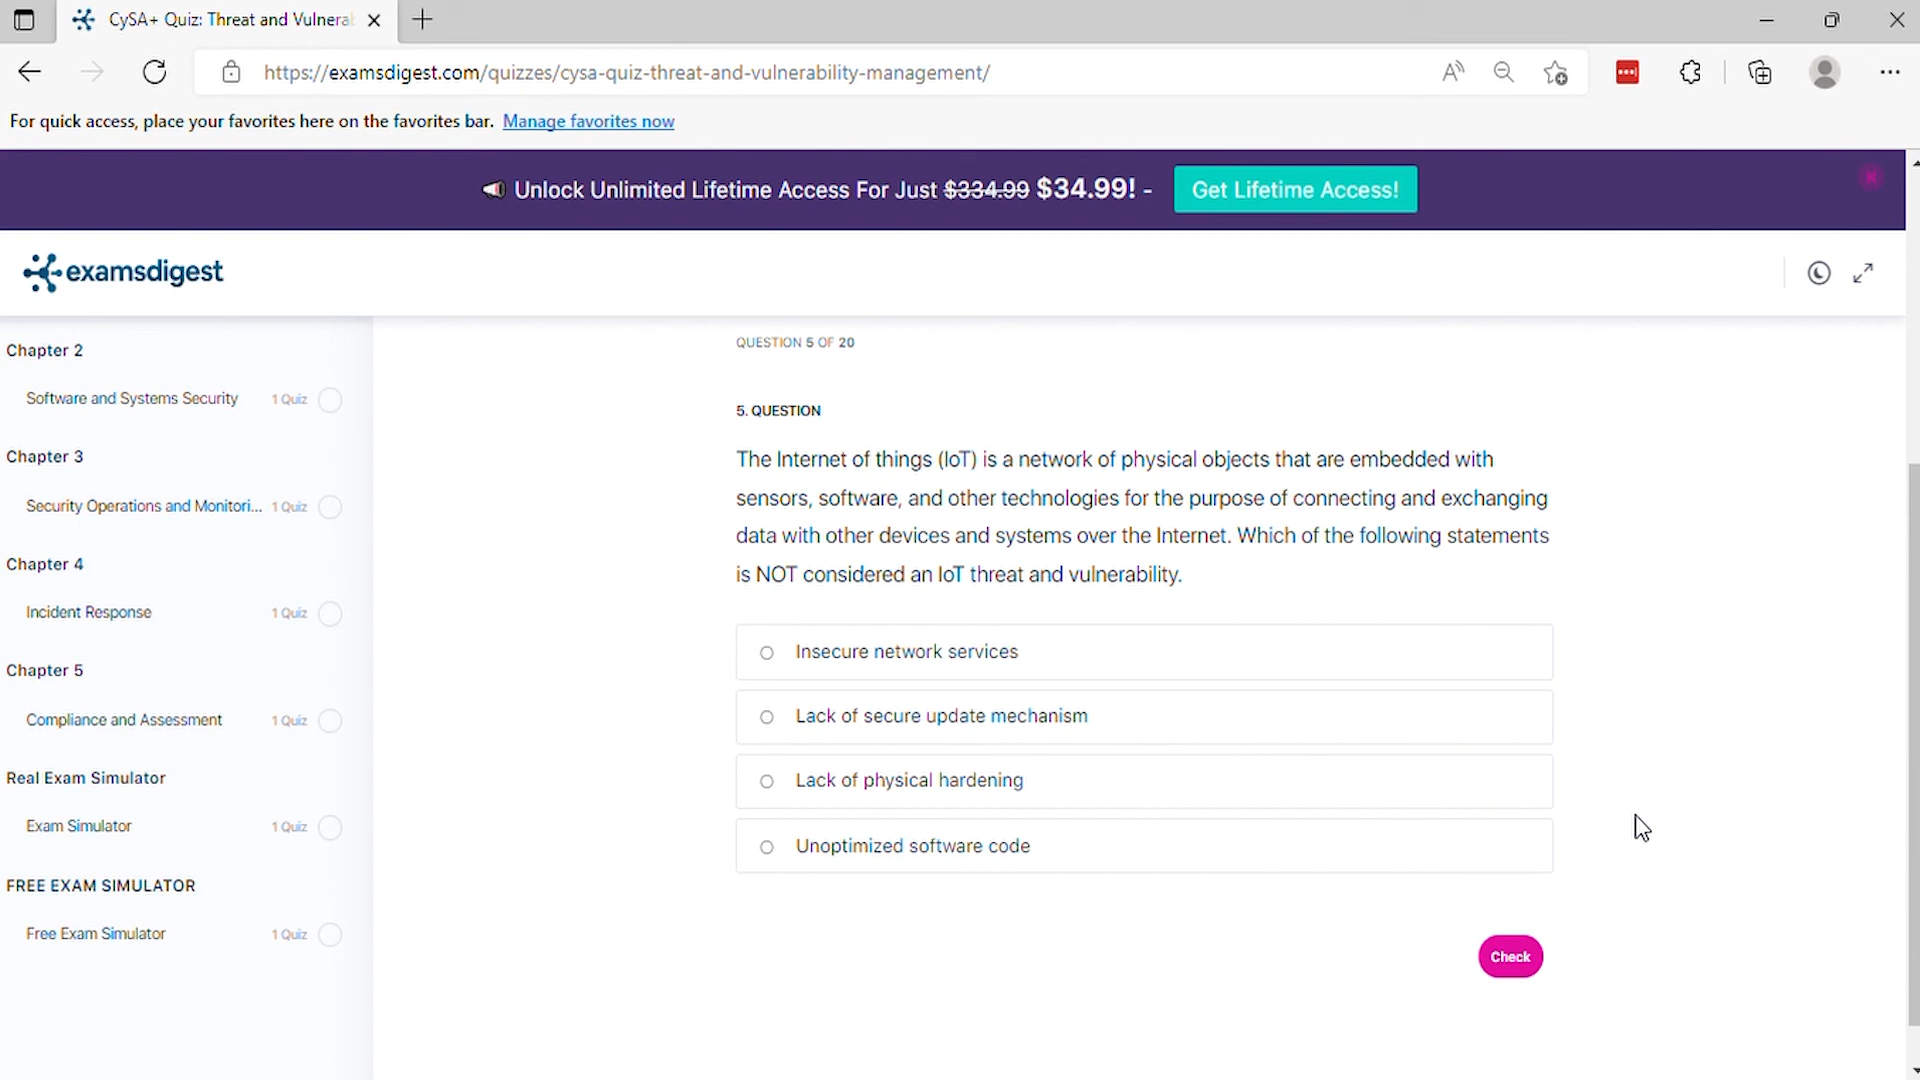 CySA+ Quiz: Threat and Vulnera
https://examsdigest.com/quizzes/cysa-quiz-threat-and-vulnerability-management/
For quick access, place your favorites here on the favorites bar. Manage favorites now
Unlock Unlimited Lifetime Access For Just $334.99 $34.99! - Get Lifetime Access!
examsdigest
Chapter 2
Software and Systems Security 1 Quiz
Chapter 3
Security Operations and Monitori... 1 Quiz
Chapter 4
Incident Response 1 Quiz
Chapter 5
Compliance and Assessment 1 Quiz
Real Exam Simulator
Exam Simulator 1 Quiz
FREE EXAM SIMULATOR
Free Exam Simulator 1 Quiz
QUESTION 5 OF 20
5. QUESTION
The Internet of things (IoT) is a network of physical objects that are embedded with
sensors, software, and other technologies for the purpose of connecting and exchanging
data with other devices and systems over the Internet. Which of the following statements
is NOT considered an IoT threat and vulnerability.
Insecure network services
Lack of secure update mechanism
Lack of physical hardening
Unoptimized software code
Check